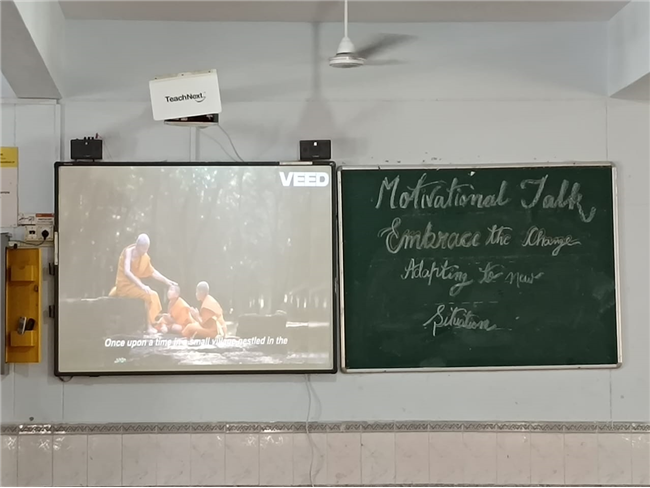 TeachNext
VEED
Once upon a time in a small village nestled in the
Motivational Talk
Embrace the Change
Adapting to new
Situation